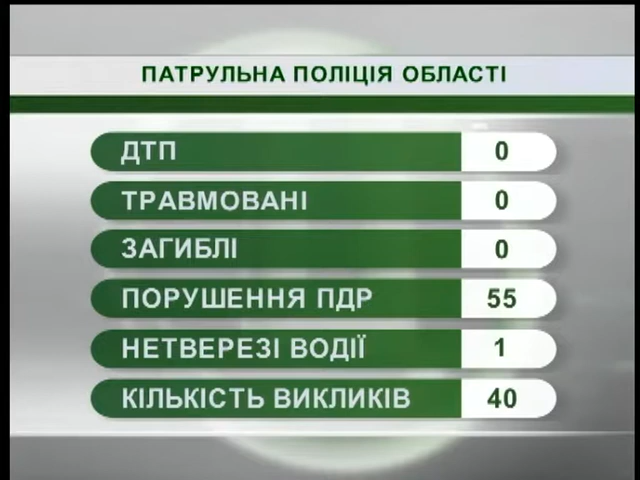 ПАТРУЛЬНА ПОЛІЦІЯ ОБЛАСТІ
ДТП 0
ТРАВМОВАНІ 0
ЗАГИБЛІ 0
ПОРУШЕННЯ ПДР 55
НЕТВЕРЕЗІ ВОДІЇ 1
КІЛЬКІСТЬ ВИКЛИКІВ 40